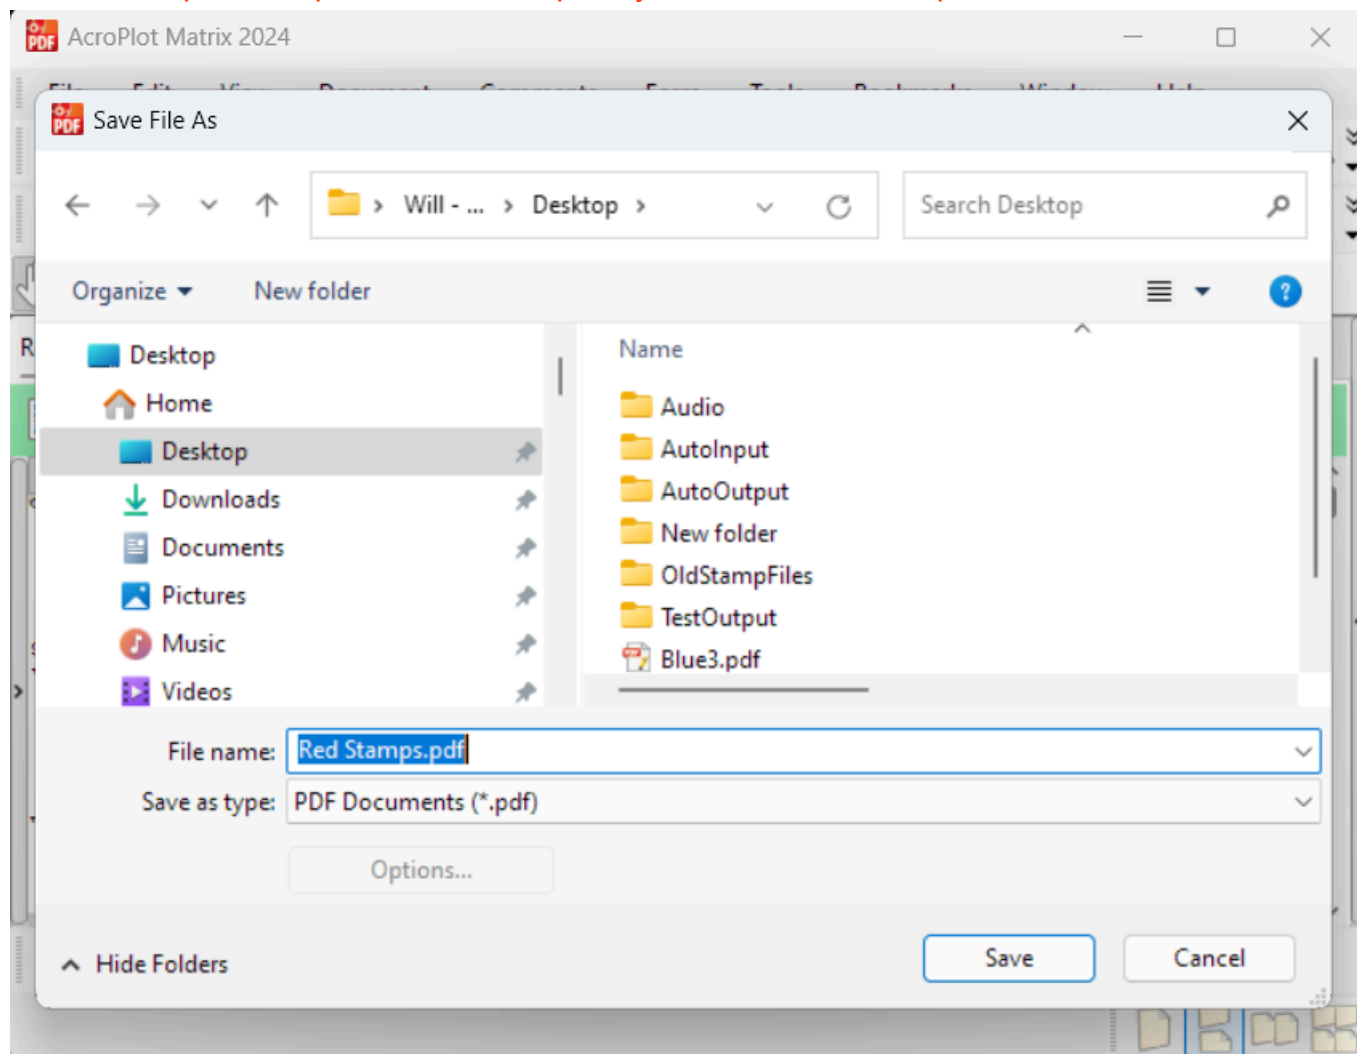 AcroPlot Matrix 2024
Save File As
Will - ... > Desktop >
Search Desktop
Organize
New folder
Desktop
Home
Desktop
Downloads
Documents
Pictures
Music
Videos
Name
Audio
AutoInput
AutoOutput
New folder
OldStampFiles
TestOutput
Blue3.pdf
File name: Red Stamps.pdf
Save as type: PDF Documents (*.pdf)
Options...
Hide Folders
Save
Cancel